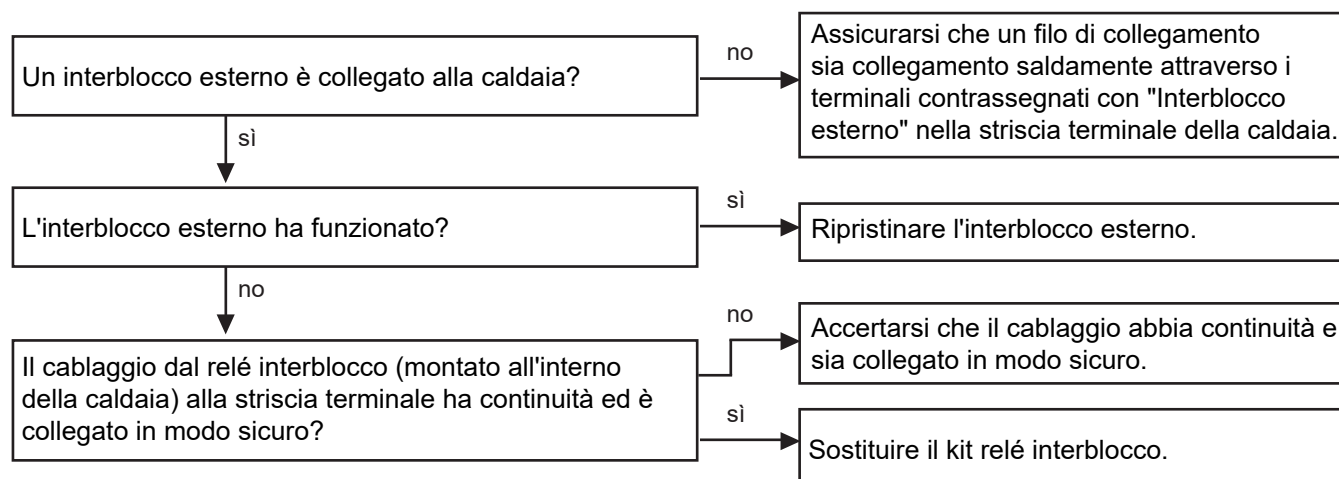 Un interblocco esterno è collegato alla caldaia?
no
Assicurarsi che un filo di collegamento
sia collegamento saldamente attraverso i
terminali contrassegnati con "Interblocco
esterno" nella striscia terminale della caldaia.
sì
L'interblocco esterno ha funzionato?
sì
Ripristinare l'interblocco esterno.
no
Il cablaggio dal relé interblocco (montato all'interno
della caldaia) alla striscia terminale ha continuità ed è
collegato in modo sicuro?
no
Accertarsi che il cablaggio abbia continuità e
sia collegato in modo sicuro.
sì
Sostituire il kit relé interblocco.